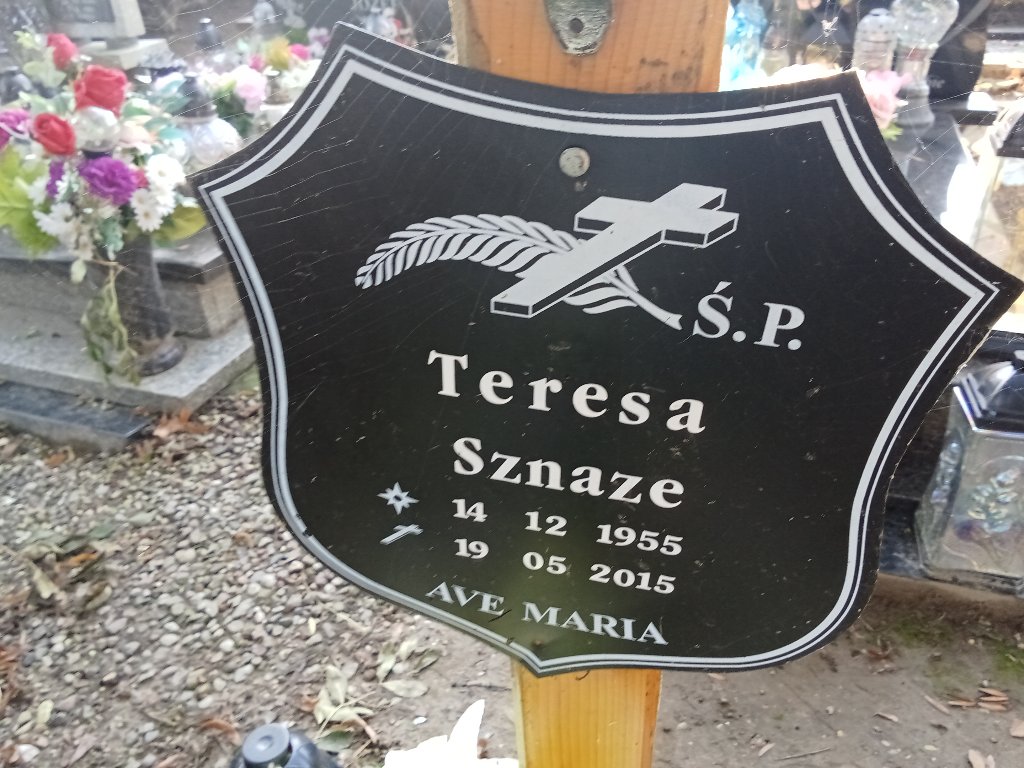 Ś.P.
Teresa
Sznaze
14 12 1955
19 05 2015
AVE MARIA